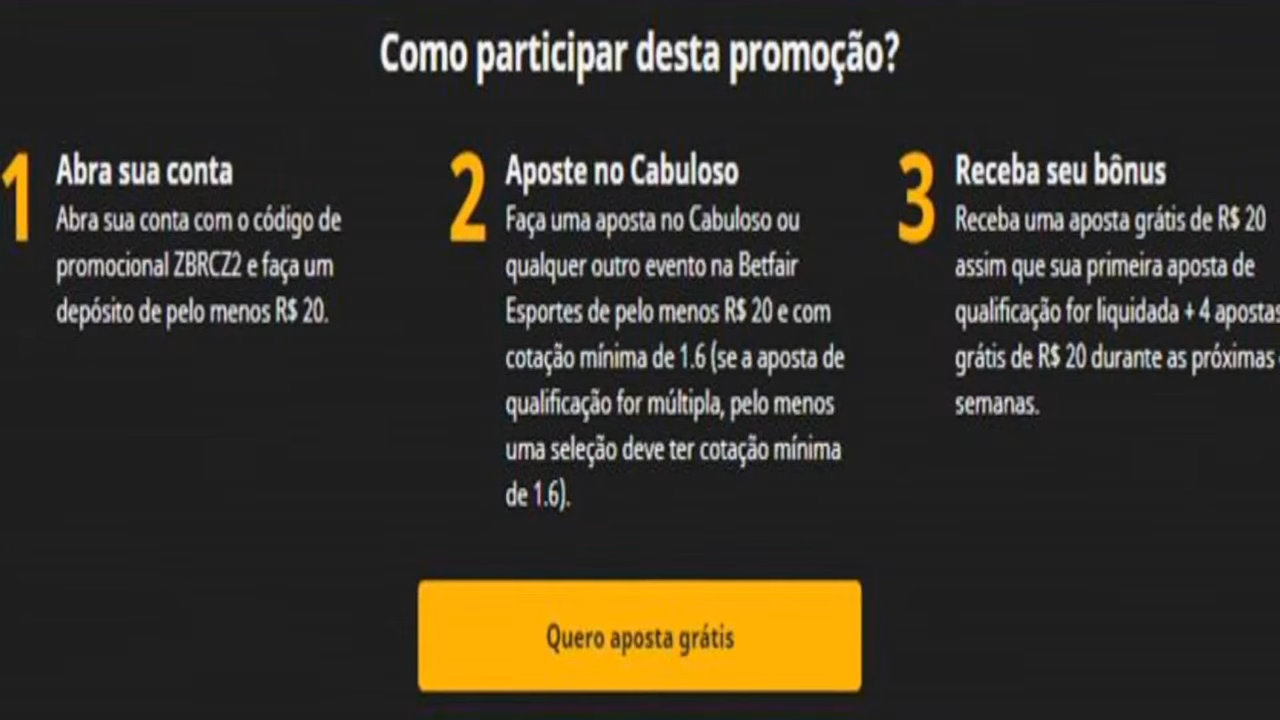 Como participar desta promoção?
1
Abra sua conta
Abra sua conta com o código de
promocional ZBRCZ2 e faça um
depósito de pelo menos R$ 20.
2
Aposte no Cabuloso
Faça uma aposta no Cabuloso ou
qualquer outro evento na Betfair
Esportes de pelo menos R$ 20 e com
cotação mínima de 1.6 (se a aposta de
qualificação for múltipla, pelo menos
uma seleção deve ter cotação mínima
de 1.6).
3
Receba seu bônus
Receba uma aposta grátis de R$ 20
assim que sua primeira aposta de
qualificação for liquidada + 4 apostas
grátis de R$ 20 durante as próximas
semanas.
Quero aposta grátis